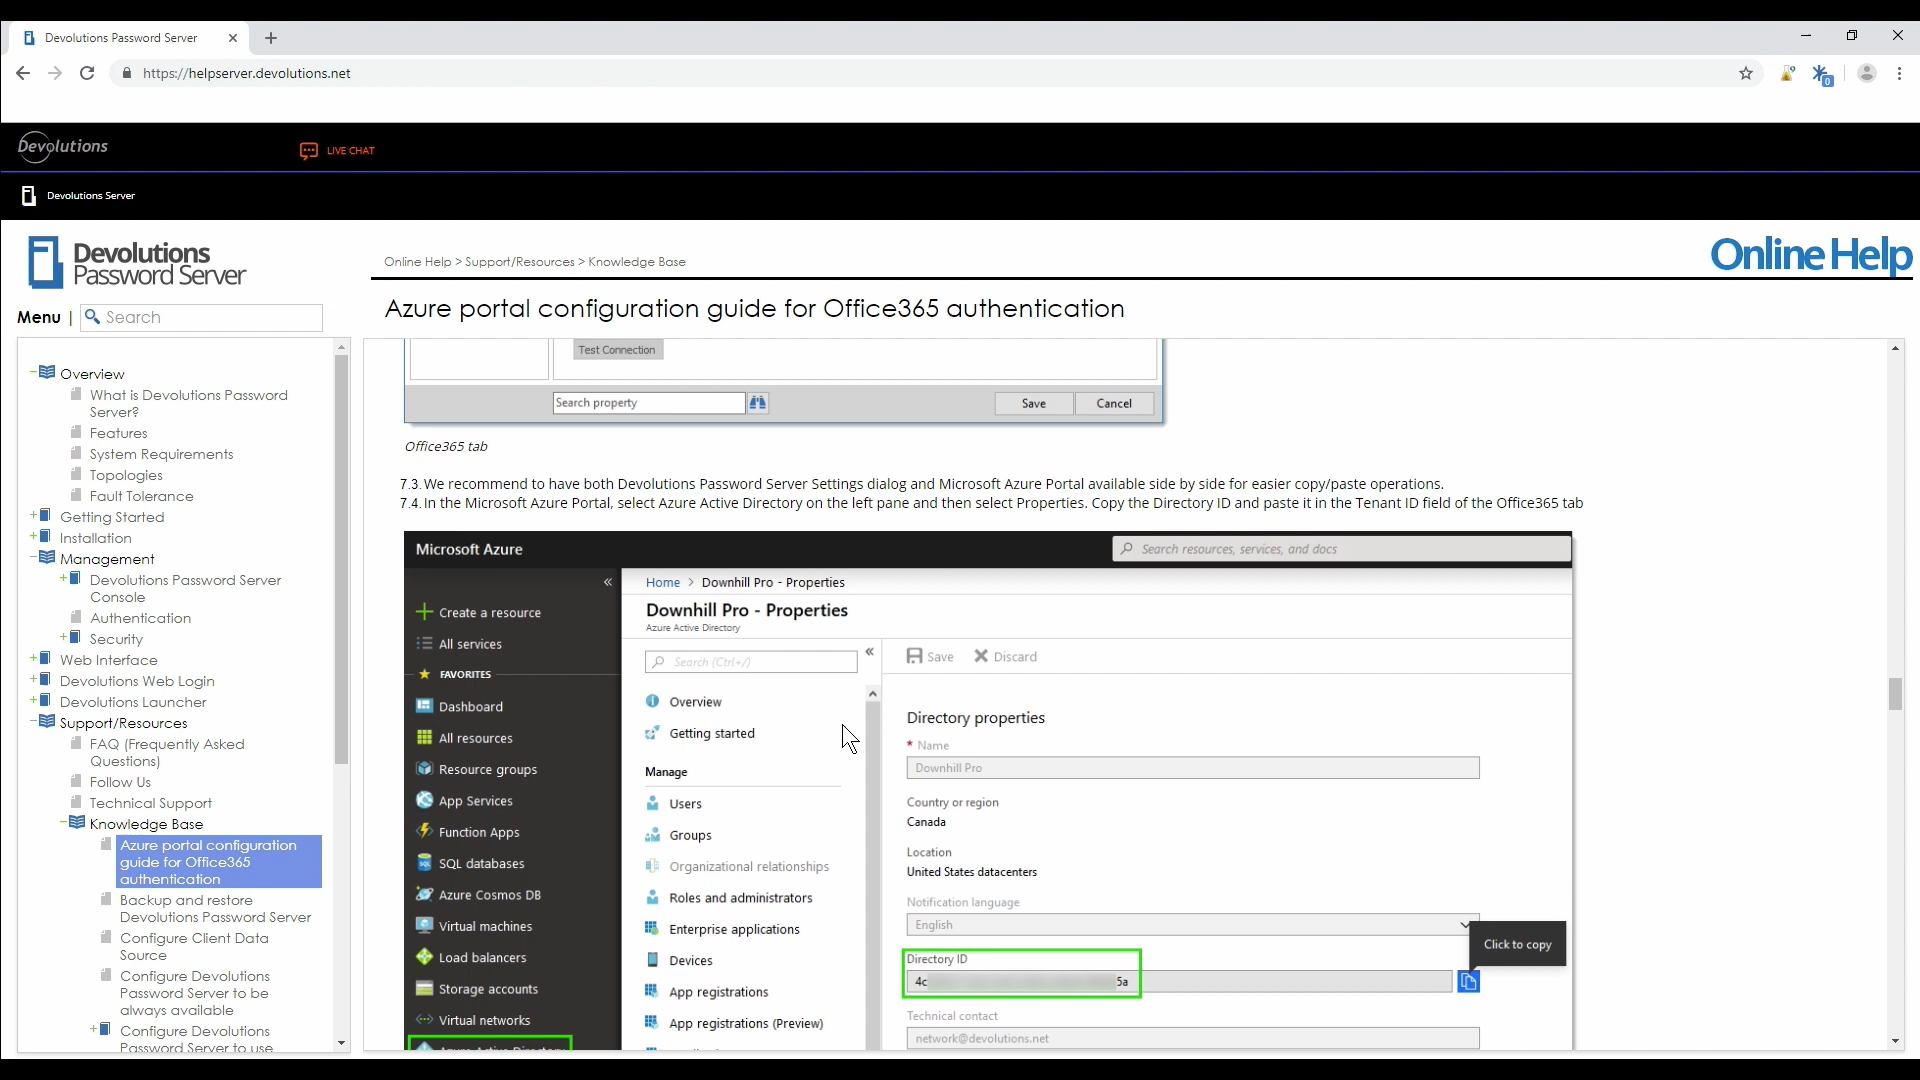 Devolutions Password Server
https://helpserver.devolutions.net
0
Devolutions
LIVE CHAT
Devolutions Server
Devolutions
Password Server
Online Help > Support/Resources > Knowledge Base
Online Help
Menu |
Search
Azure portal configuration guide for Office365 authentication
Overview
What is Devolutions Password
Server?
Features
System Requirements
Topologies
Fault Tolerance
Getting Started
Installation
Management
Devolutions Password Server
Console
Authentication
Security
Web Interface
Devolutions Web Login
Devolutions Launcher
Support/Resources
FAQ (Frequently Asked
Questions)
Follow Us
Technical Support
Knowledge Base
Azure portal configuration
guide for Office365
authentication
Backup and restore
Devolutions Password Server
Configure Client Data
Source
Configure Devolutions
Password Server to be
always available
Configure Devolutions
Password Server to use
Test Connection
Search property
Save
Cancel
Office365 tab
7.3. We recommend to have both Devolutions Password Server Settings dialog and Microsoft Azure Portal available side by side for easier copy/paste operations.
7.4. In the Microsoft Azure Portal, select Azure Active Directory on the left pane and then select Properties. Copy the Directory ID and paste it in the Tenant ID field of the Office365 tab
Microsoft Azure
Search resources, services, and docs
Create a resource
All services
FAVORITES
Dashboard
All resources
Resource groups
App Services
Function Apps
SQL databases
Azure Cosmos DB
Virtual machines
Load balancers
Storage accounts
Virtual networks
Azure Active Directory
Home > Downhill Pro - Properties
Downhill Pro - Properties
Azure Active Directory
Search (Ctrl+/)
Overview
Getting started
Manage
Users
Groups
Organizational relationships
Roles and administrators
Enterprise applications
Devices
App registrations
App registrations (Preview)
Save
Discard
Directory properties
* Name
Downhill Pro
Country or region
Canada
Location
United States datacenters
Notification language
English
Click to copy
Directory ID
4c 5a
Technical contact
network@devolutions.net